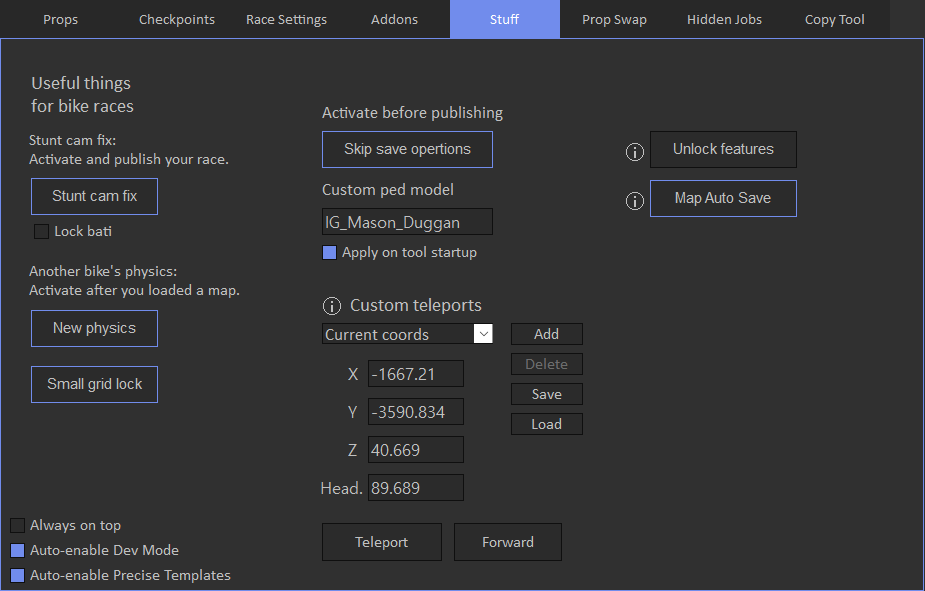 Props Checkpoints Race Settings Addons Stuff Prop Swap Hidden Jobs Copy Tool
Useful things
for bike races
Stunt cam fix:
Activate and publish your race.
Stunt cam fix
Lock bati
Another bike's physics:
Activate after you loaded a map.
New physics
Small grid lock
Activate before publishing
Skip save opertions
Custom ped model
IG_Mason_Duggan
Apply on tool startup
Custom teleports
Current coords
X -1667.21
Y -3590.834
Z 40.669
Head. 89.689
Add
Delete
Save
Load
Teleport Forward
Unlock features
Map Auto Save
Always on top
Auto-enable Dev Mode
Auto-enable Precise Templates